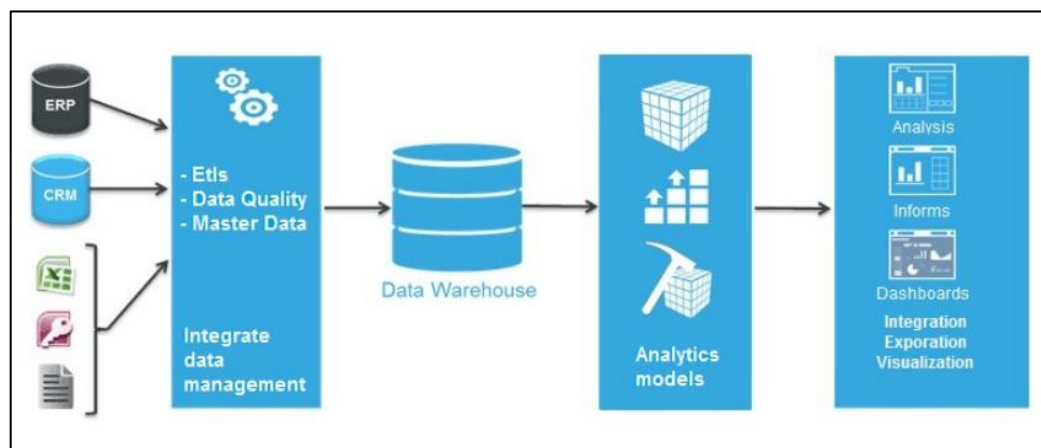 ERP
CRM
- Etls
- Data Quality
- Master Data
Integrate
data
management
Data Warehouse
Analytics
models
Analysis
Informs
Dashboards
Integration
Exporation
Visualization